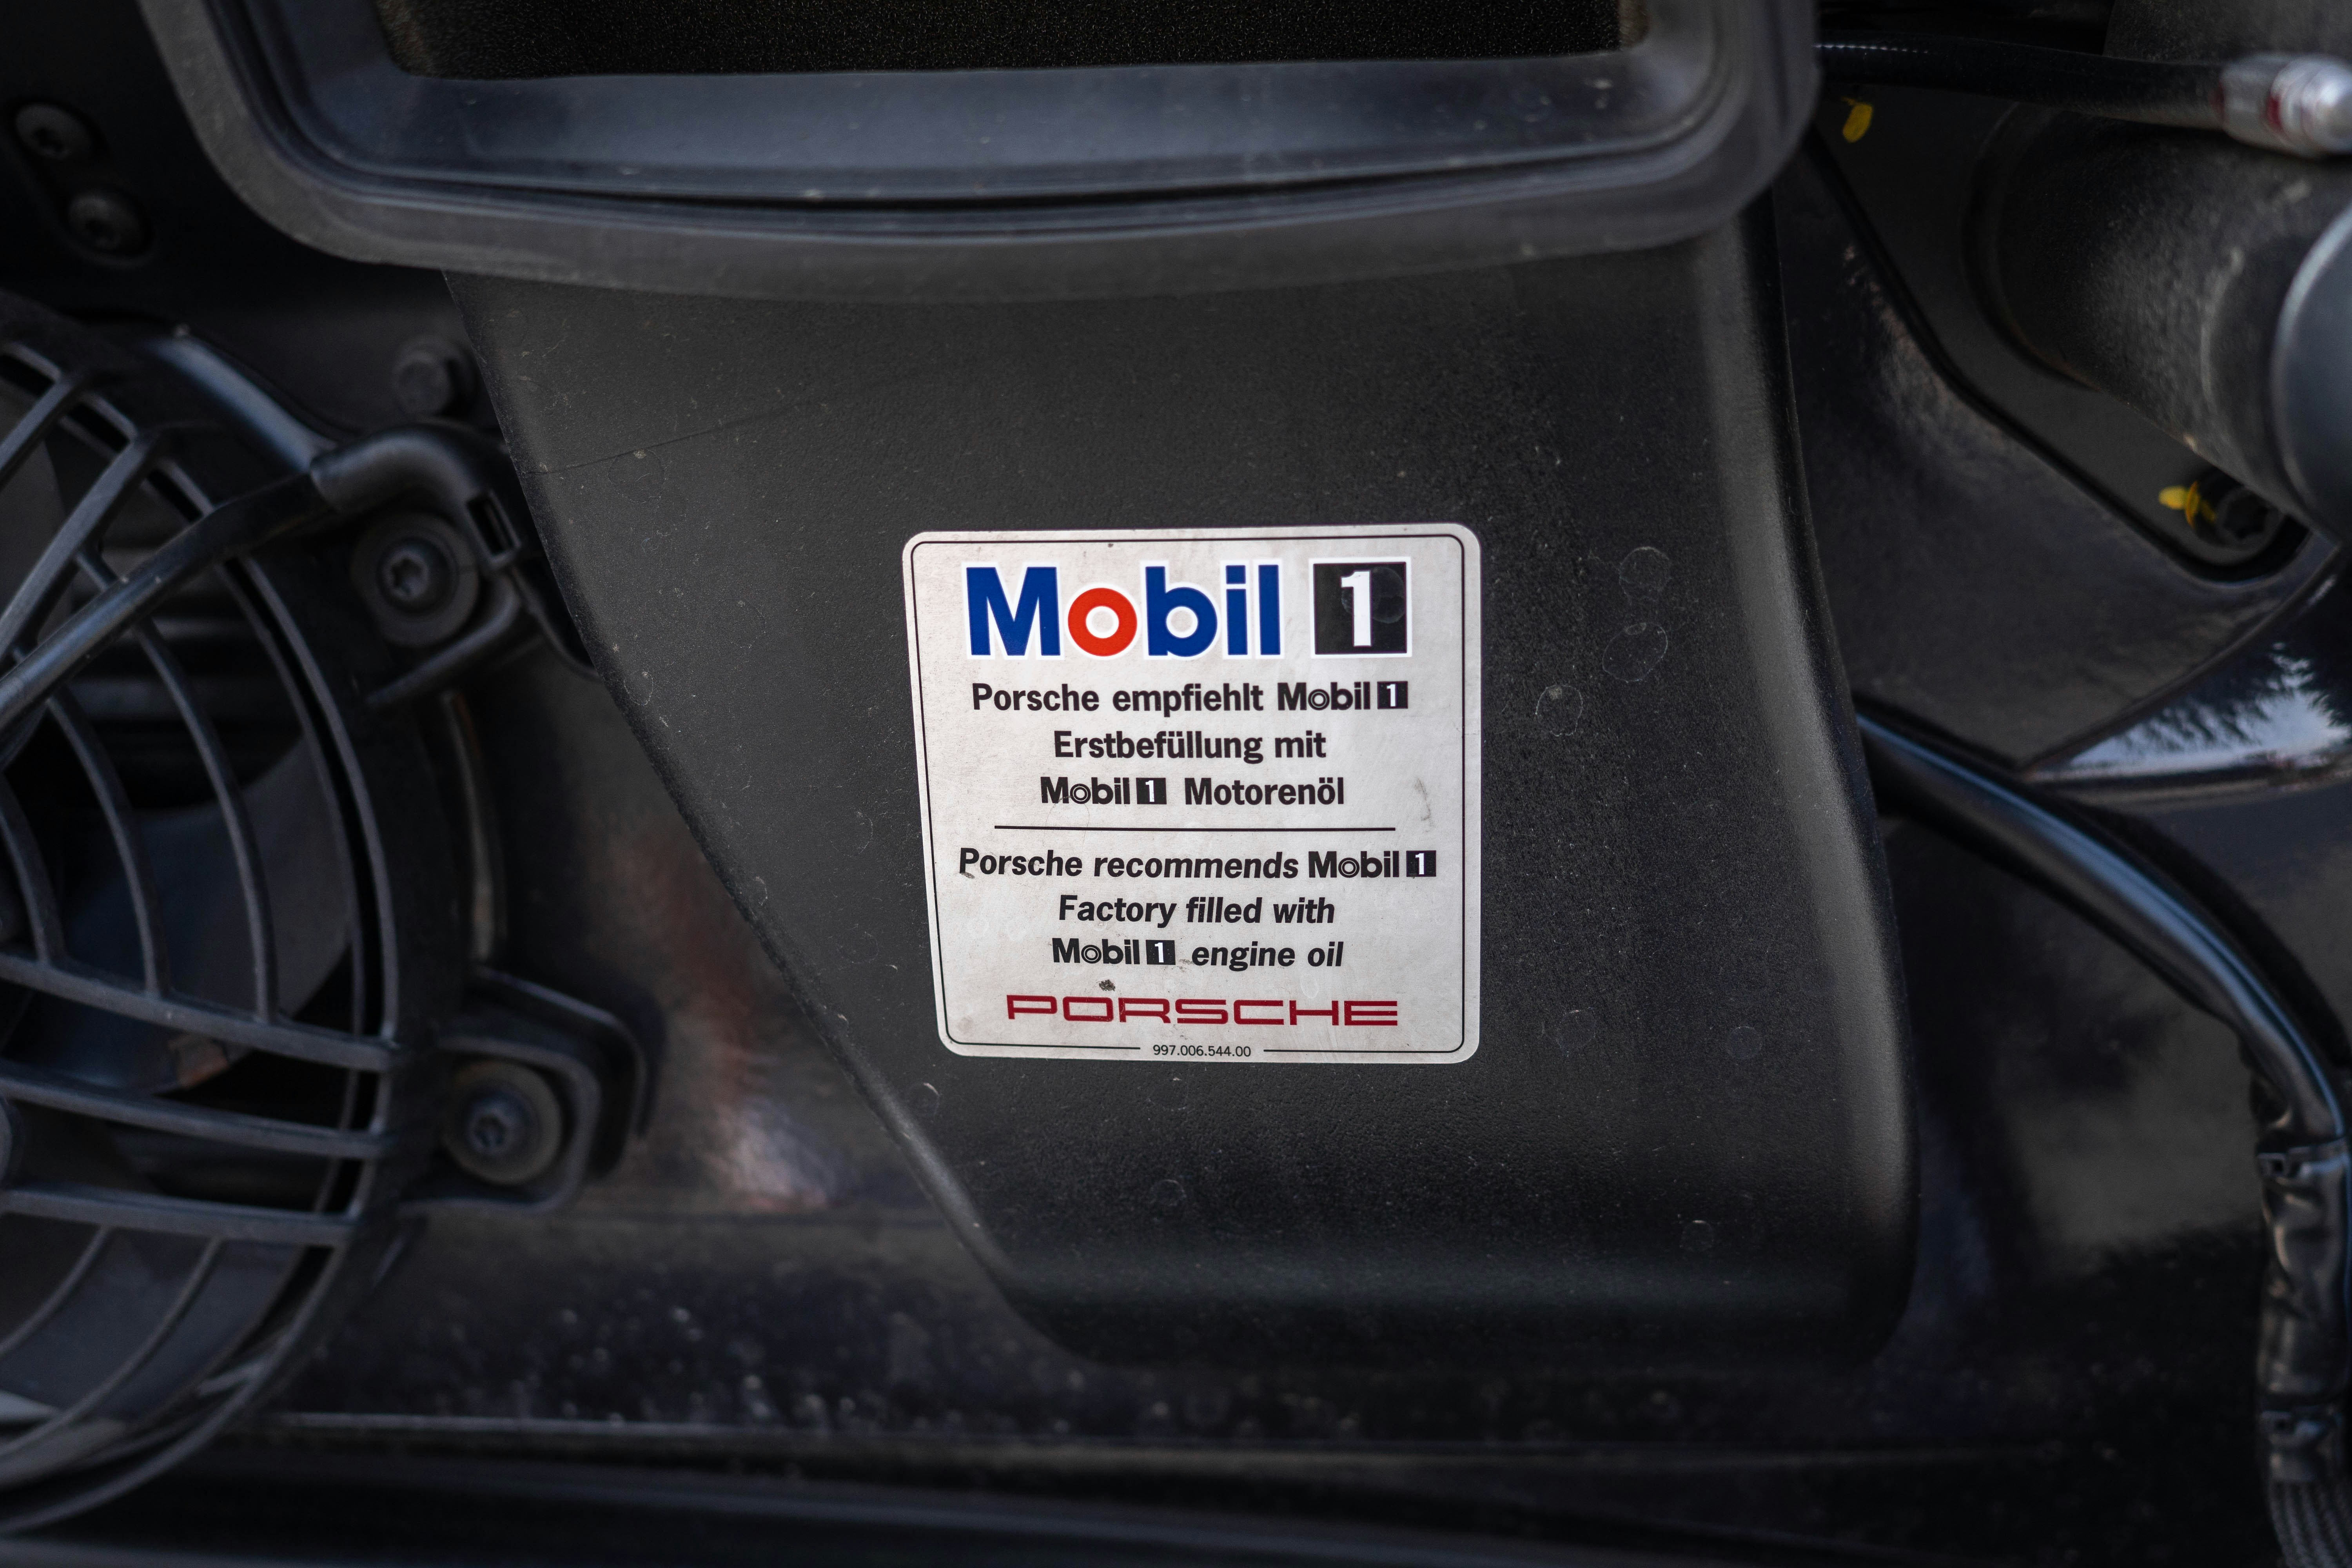 Mobil 1
Porsche empfiehlt Mobil 1
Erstbefüllung mit
Mobil 1 Motorenöl
Porsche recommends Mobil 1
Factory filled with
Mobil 1 engine oil
PORSCHE
997.006.544.00